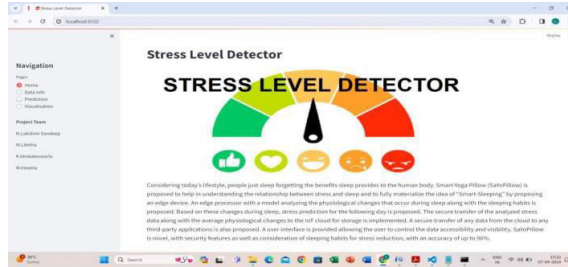 Stress Level Detector
localhost:8502
Deploy
Navigation
Pages
Home
Data Info
Prediction
Visualisation
Project Team
Stress Level Detector
STRESS LEVEL DETECTOR
Considering today's lifestyle, people just sleep forgetting the benefits sleep provides to the human body. Smart-Yoga Pillow (SaYoPillow) is
proposed to help in understanding the relationship between stress and sleep and to fully materialize the idea of "Smart-Sleeping" by proposing
an edge device. An edge processor with a model analyzing the physiological changes that occur during sleep along with the sleeping habits is
proposed. Based on these changes during sleep, stress prediction for the following day is proposed. The secure transfer of the analyzed stress
data along with the average physiological changes to the IoT cloud for storage is implemented. A secure transfer of any data from the cloud to any
third-party applications is also proposed. A user interface is provided allowing the user to control the data accessibility and visibility. SaYoPillow
is novel, with security features as well as consideration of sleeping habits for stress reduction, with an accuracy of up to 96%.
Search
ENG
IN